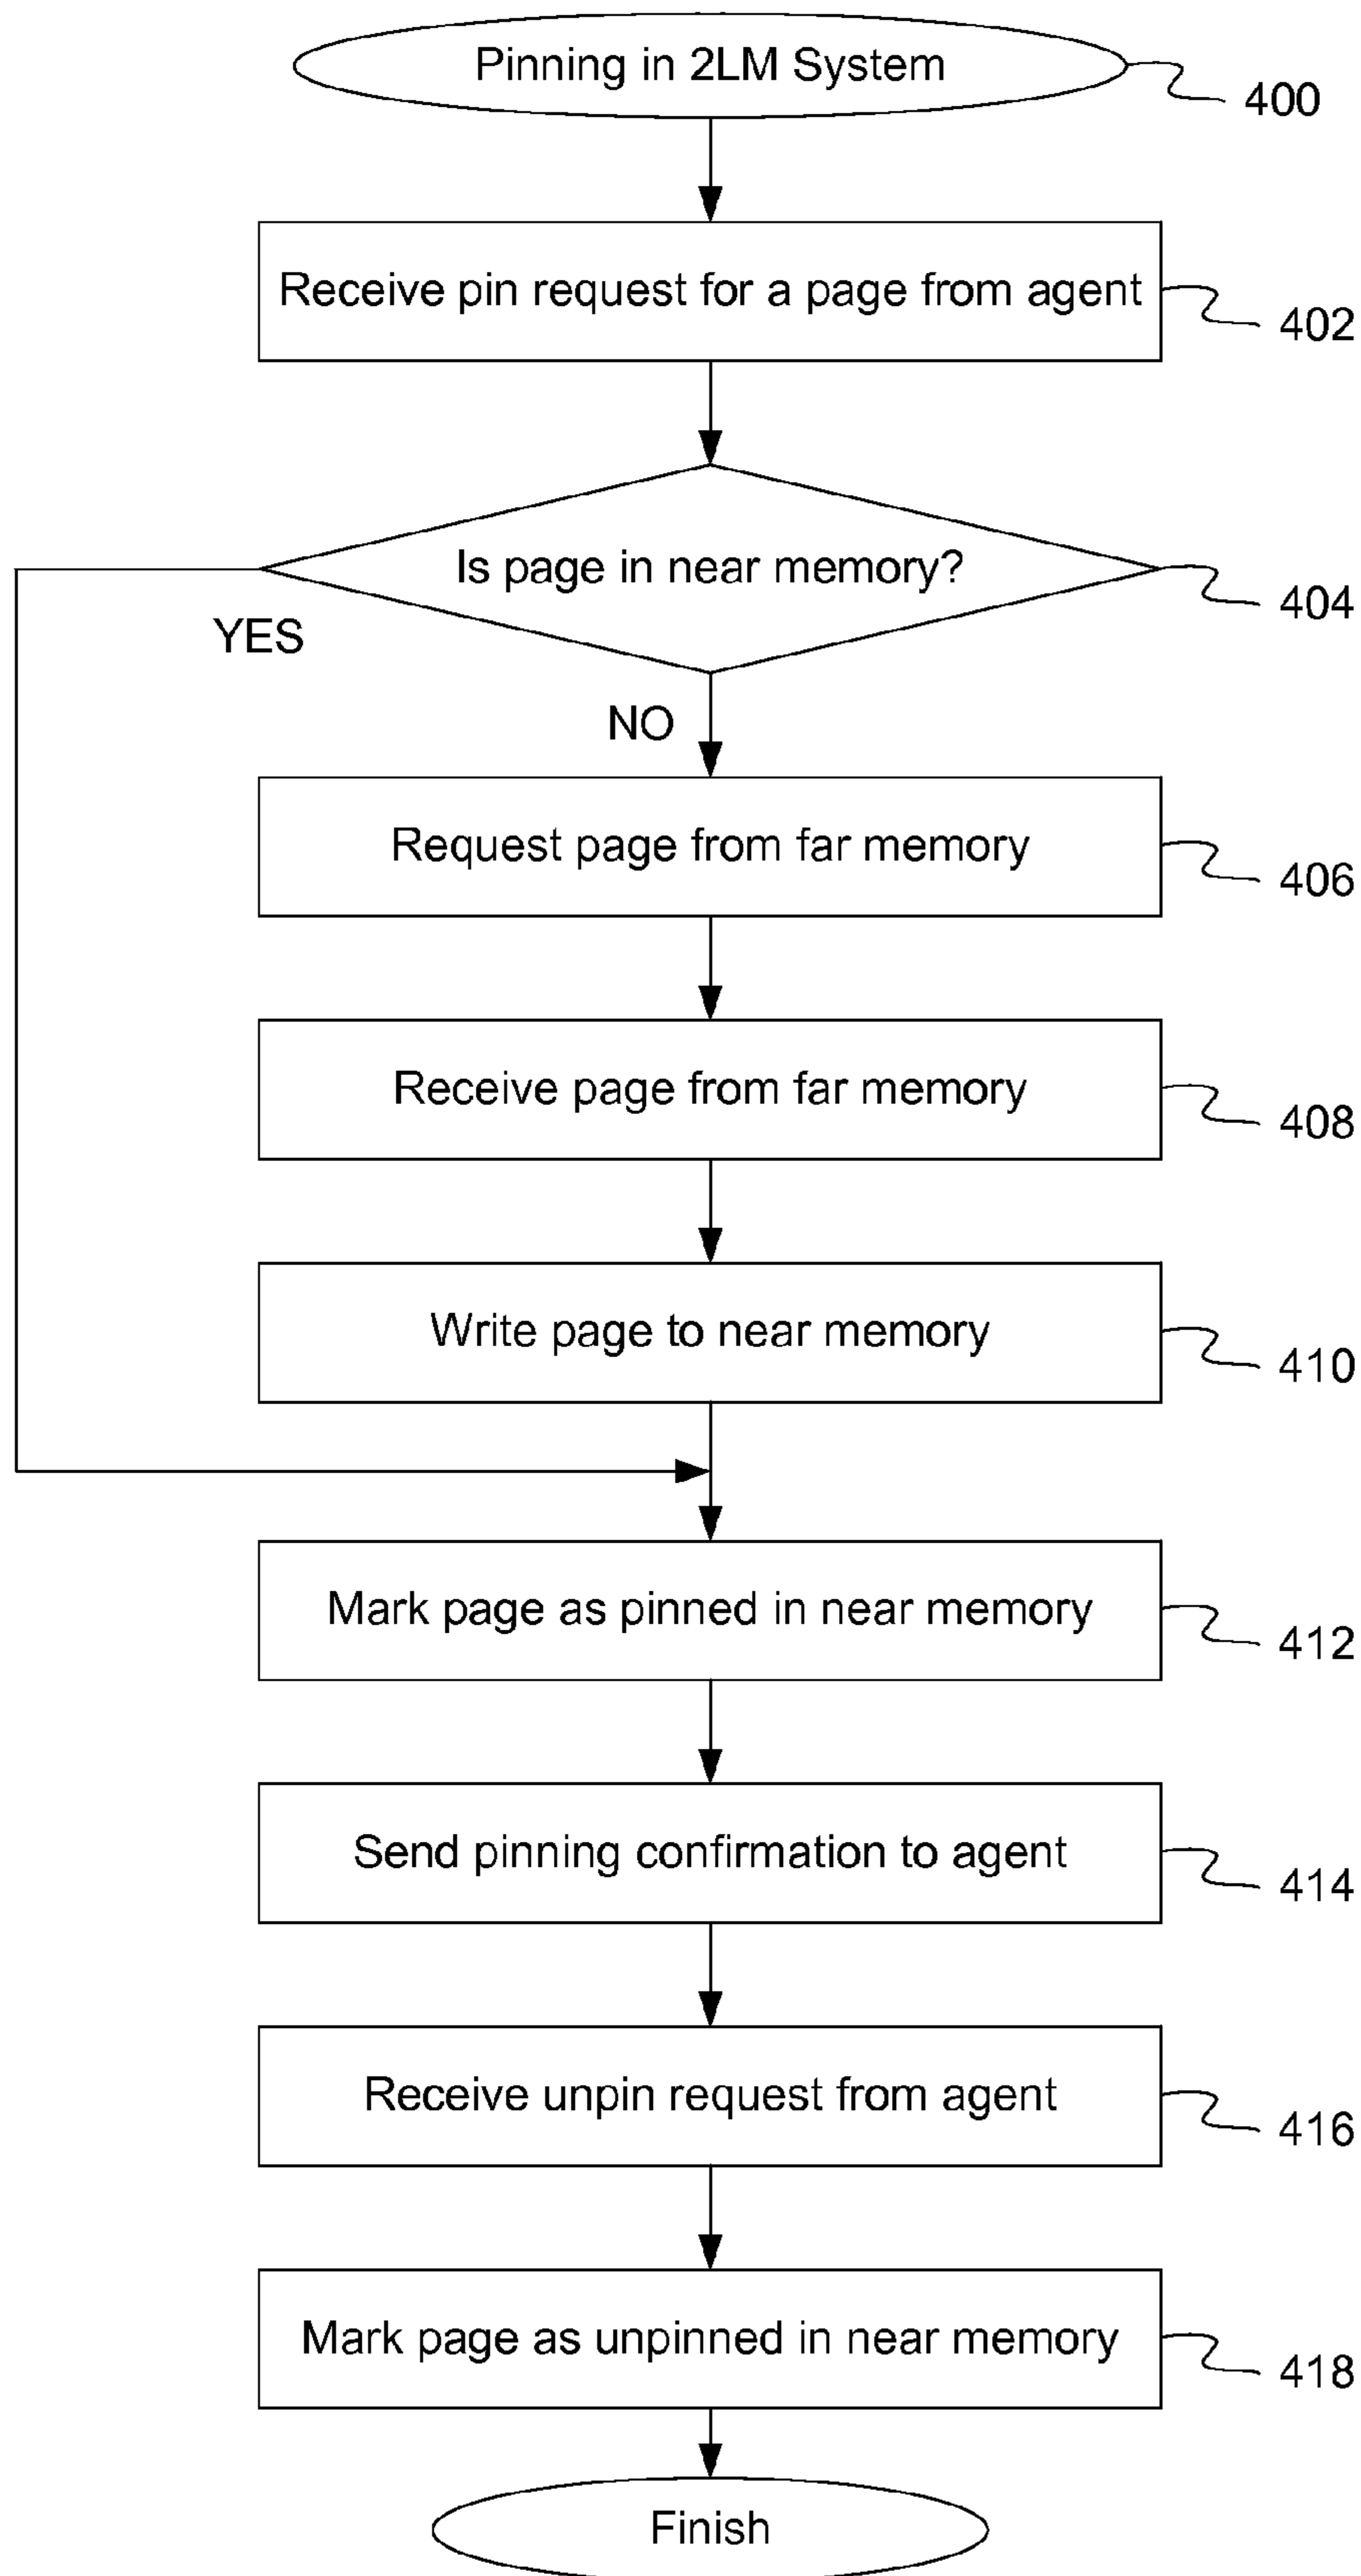 Pinning in 2LM System
400
Receive pin request for a page from agent
402
Is page in near memory?
404
YES
NO
Request page from far memory
406
Receive page from far memory
408
Write page to near memory
410
Mark page as pinned in near memory
412
Send pinning confirmation to agent
414
Receive unpin request from agent
416
Mark page as unpinned in near memory
418
Finish